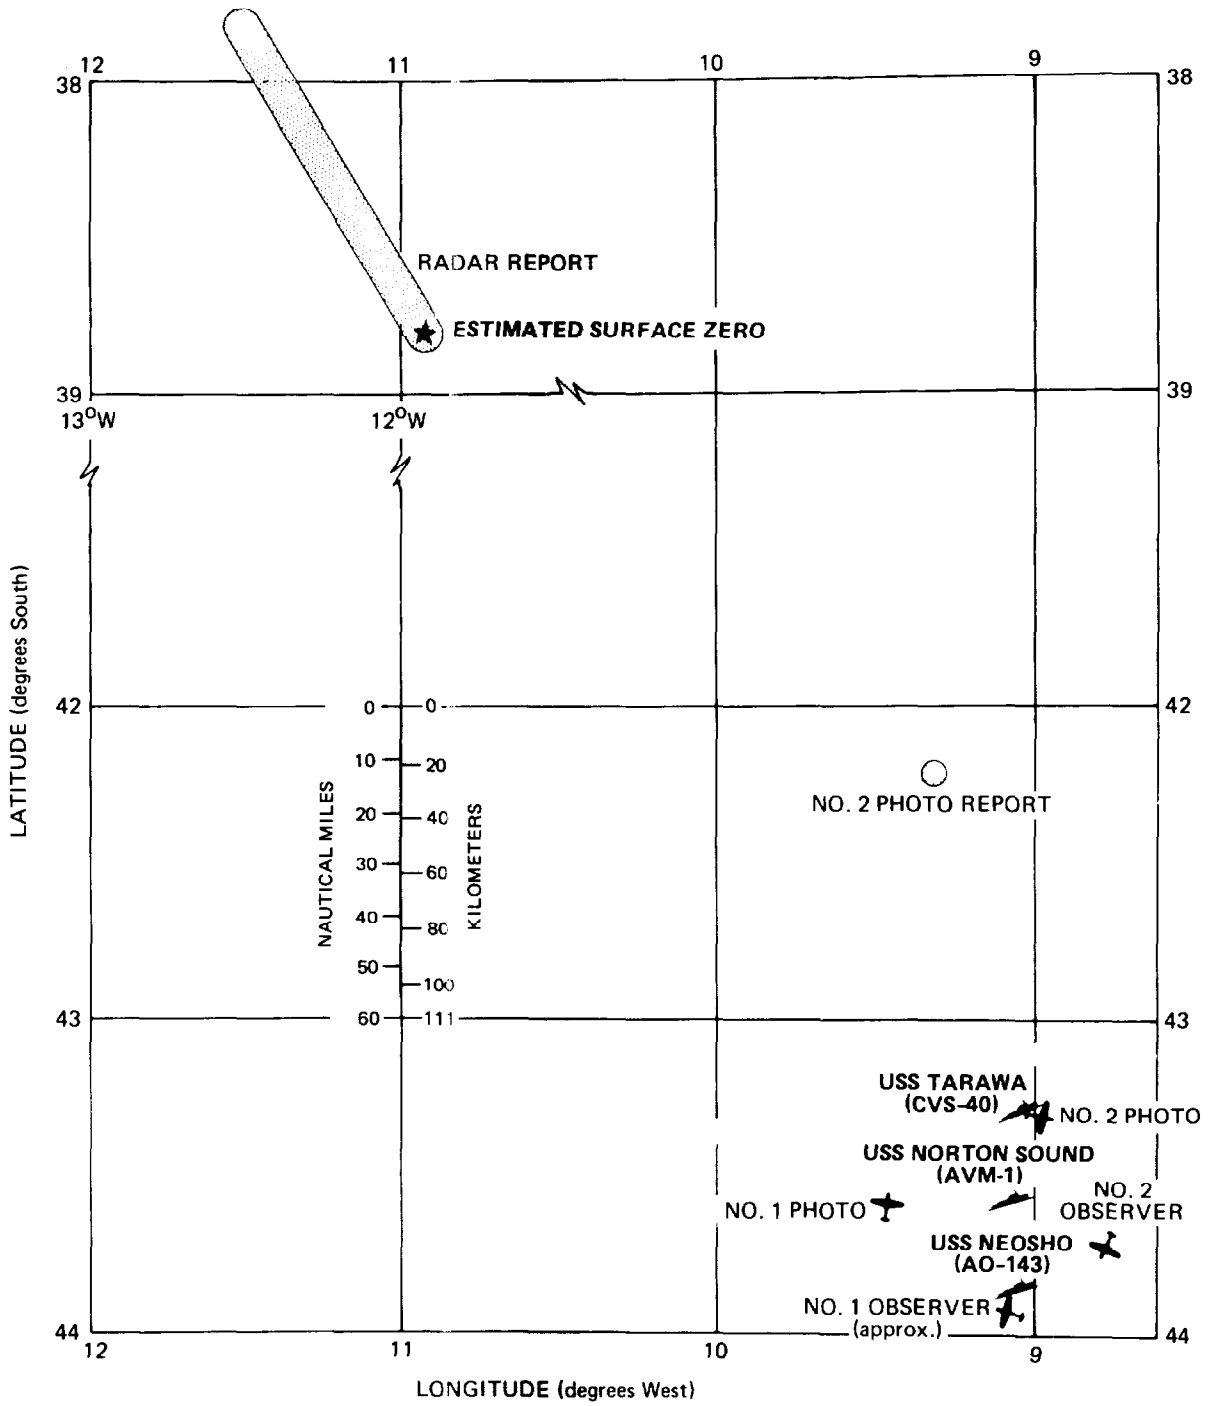 12 11 10 9
38 38
RADAR REPORT
ESTIMATED SURFACE ZERO
39 39
13°W 12°W
LATITUDE (degrees South)
42 0 0 42
10 20
NO. 2 PHOTO REPORT
20 40
NAUTICAL MILES
KILOMETERS
30 60
40 80
50 100
43 60 111 43
USS TARAWA
(CVS-40)
NO. 2 PHOTO
USS NORTON SOUND
(AVM-1)
NO. 1 PHOTO
NO. 2
OBSERVER
USS NEOSHO
(AO-143)
NO. 1 OBSERVER
(approx.)
44 44
12 11 10 9
LONGITUDE (degrees West)